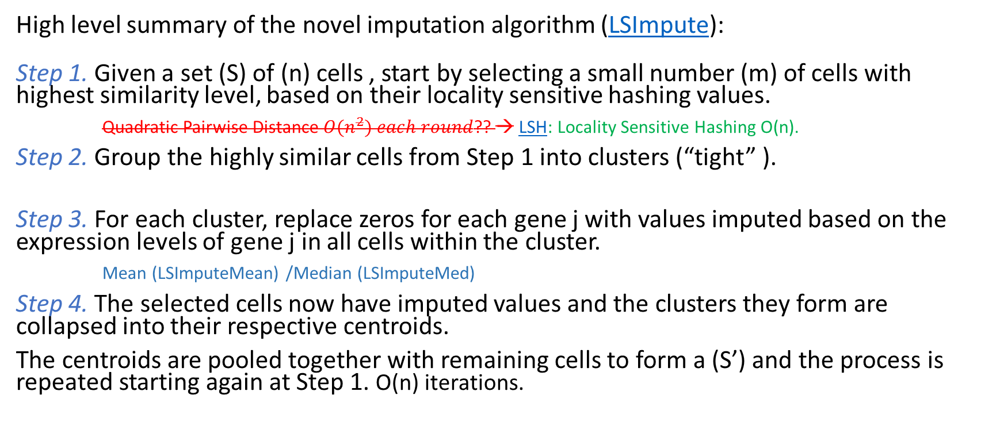 High level summary of the novel imputation algorithm (LSImpute):
Step 1. Given a set (S) of (n) cells , start by selecting a small number (m) of cells with
highest similarity level, based on their locality sensitive hashing values.
Quadratic Pairwise Distance O(n²) each round?? → LSH: Locality Sensitive Hashing O(n).
Step 2. Group the highly similar cells from Step 1 into clusters (“tight” ).
Step 3. For each cluster, replace zeros for each gene j with values imputed based on the
expression levels of gene j in all cells within the cluster.
Mean (LSImputeMean) /Median (LSImputeMed)
Step 4. The selected cells now have imputed values and the clusters they form are
collapsed into their respective centroids.
The centroids are pooled together with remaining cells to form a (S’) and the process is
repeated starting again at Step 1. O(n) iterations.